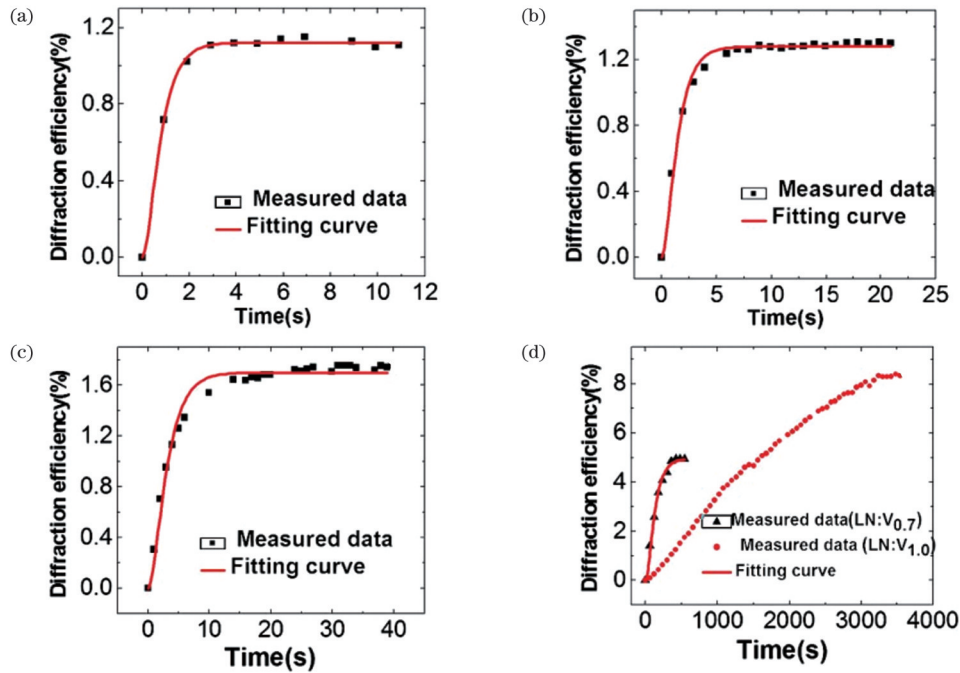 (a)
Diffraction efficiency(%)
1.2
0.8
0.4
0.0
Measured data
Fitting curve
0 2 4 6 8 10 12
Time(s)
(b)
Diffraction efficiency(%)
1.6
1.2
0.8
0.4
0.0
Measured data
Fitting curve
0 5 10 15 20 25
Time(s)
(c)
Diffraction efficiency(%)
1.6
1.2
0.8
0.4
0.0
Measured data
Fitting curve
0 10 20 30 40
Time(s)
(d)
Diffraction efficiency(%)
8
6
4
2
0
Measured data(LN:V0.7)
Measured data (LN:V1.0)
Fitting curve
0 1000 2000 3000 4000
Time(s)